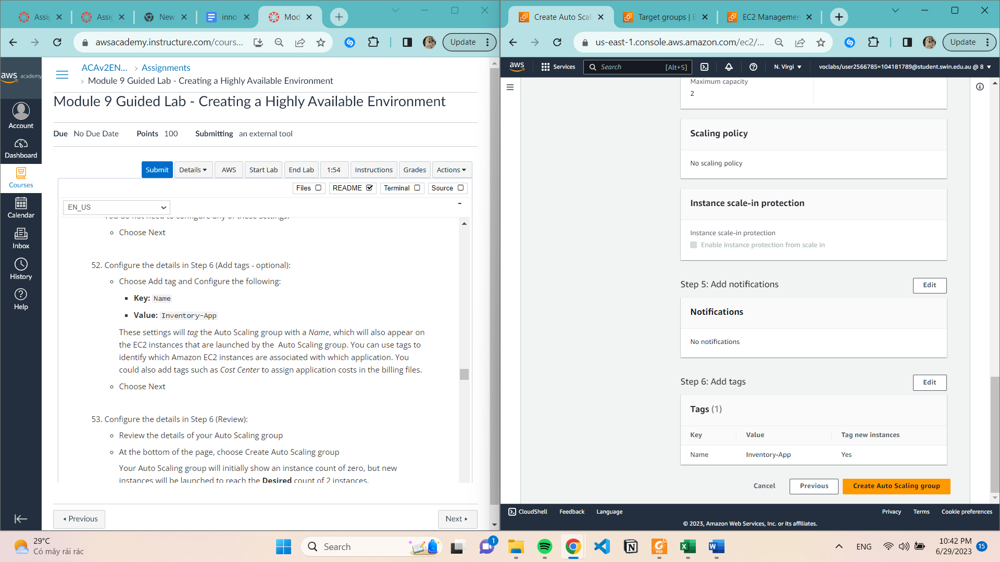 Assig
Assig
New
inno
Mod
awsacademy.instructure.com/cours...
Update
aws academy
Account
Dashboard
Courses
Calendar
Inbox
History
Help
ACAv2EN... > Assignments
> Module 9 Guided Lab - Creating a Highly Available Environment
Module 9 Guided Lab - Creating a Highly Available Environment
Due No Due Date Points 100 Submitting an external tool
Submit Details AWS Start Lab End Lab 1:54 Instructions Grades Actions
Files README Terminal Source
EN_US
You do not need to configure any of these settings.
Choose Next
52. Configure the details in Step 6 (Add tags - optional):
Choose Add tag and Configure the following:
Key: Name
Value: Inventory-App
These settings will tag the Auto Scaling group with a Name, which will also appear on
the EC2 instances that are launched by the Auto Scaling group. You can use tags to
identify which Amazon EC2 instances are associated with which application. You
could also add tags such as Cost Center to assign application costs in the billing files.
Choose Next
53. Configure the details in Step 6 (Review):
Review the details of your Auto Scaling group
At the bottom of the page, choose Create Auto Scaling group
Your Auto Scaling group will initially show an instance count of zero, but new
instances will be launched to reach the Desired count of 2 instances.
Previous
Next
Create Auto Scali
Target groups | E
EC2 Managemen
us-east-1.console.aws.amazon.com/ec2/...
Update
aws Services Search [Alt+S] N. Virgi voclabs/user2566785=104181789@student.swin.edu.au @ 8
Maximum capacity
2
Scaling policy
No scaling policy
Instance scale-in protection
Instance scale-in protection
Enable instance protection from scale in
Step 5: Add notifications
Edit
Notifications
No notifications
Step 6: Add tags
Edit
Tags (1)
Key Value Tag new instances
Name Inventory-App Yes
Cancel Previous Create Auto Scaling group
CloudShell Feedback Language Privacy Terms Cookie preferences
© 2023, Amazon Web Services, Inc. or its affiliates.
29°C
Có mây rải rác
Search
1
ENG
10:42 PM
6/29/2023
15